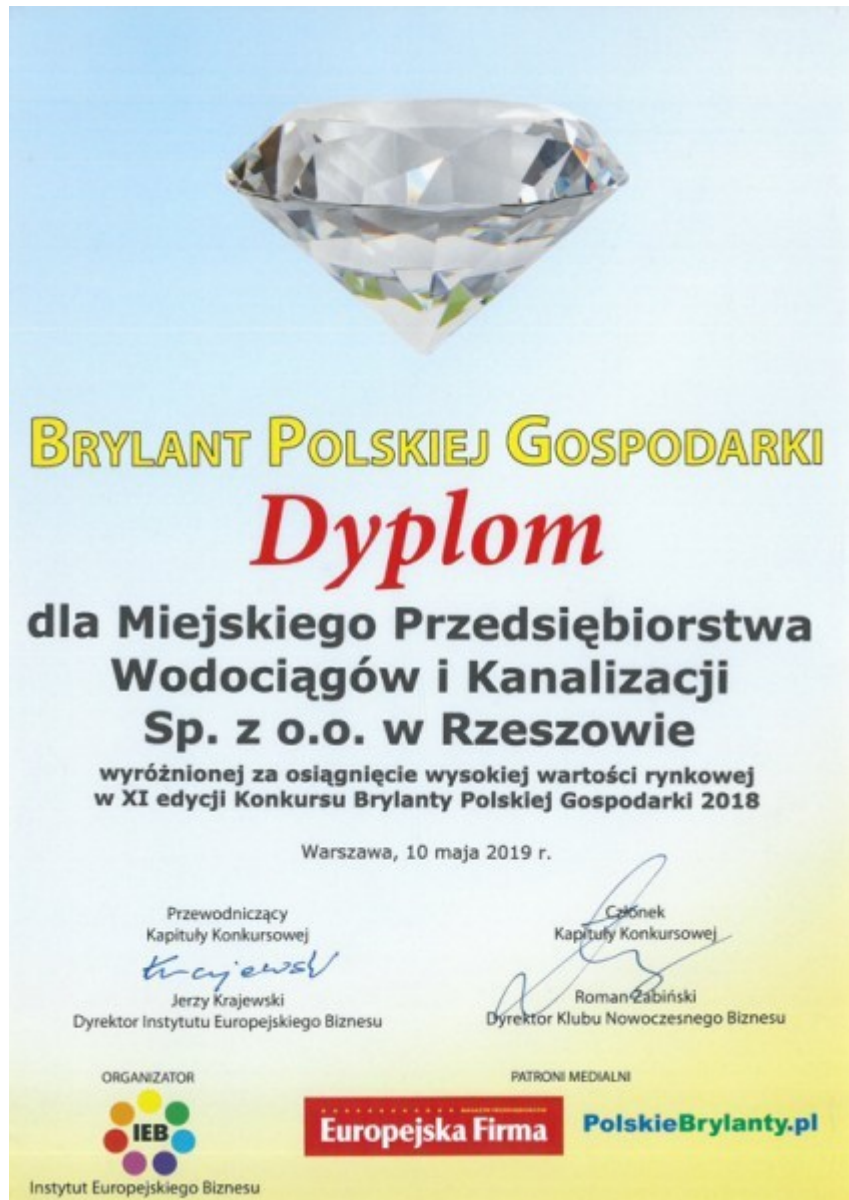 BRYLANT POLSKIEJ GOSPODARKI
Dyplom
dla Miejskiego Przedsiębiorstwa
Wodociągów i Kanalizacji
Sp. z o.o. w Rzeszowie
wyróżnionej za osiągnięcie wysokiej wartości rynkowej
w XI edycji Konkursu Brylanty Polskiej Gospodarki 2018
Warszawa, 10 maja 2019 r.
Przewodniczący
Kapituły Konkursowej
Krajewski
Jerzy Krajewski
Dyrektor Instytutu Europejskiego Biznesu
Członek
Kapituły Konkursowej
Roman Żabiński
Dyrektor Klubu Nowoczesnego Biznesu
ORGANIZATOR
IEB
Instytut Europejskiego Biznesu
PATRONI MEDIALNI
Europejska Firma
PolskieBrylanty.pl